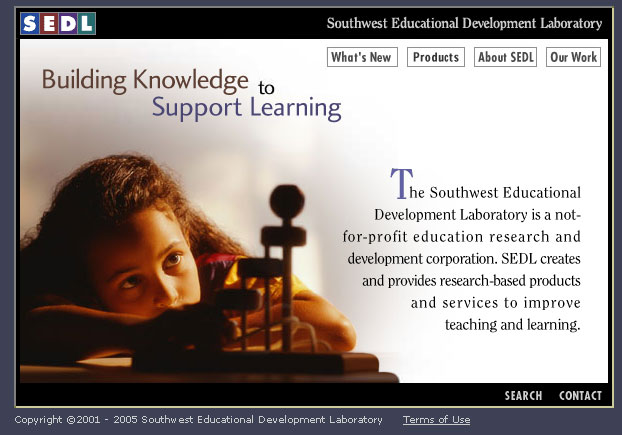 SEDL
Southwest Educational Development Laboratory
What's New
Products
About SEDL
Our Work
Building Knowledge to
Support Learning
The Southwest Educational
Development Laboratory is a not-
for-profit education research and
development corporation. SEDL creates
and provides research-based products
and services to improve
teaching and learning.
SEARCH
CONTACT
Copyright ©2001 - 2005 Southwest Educational Development Laboratory
Terms of Use